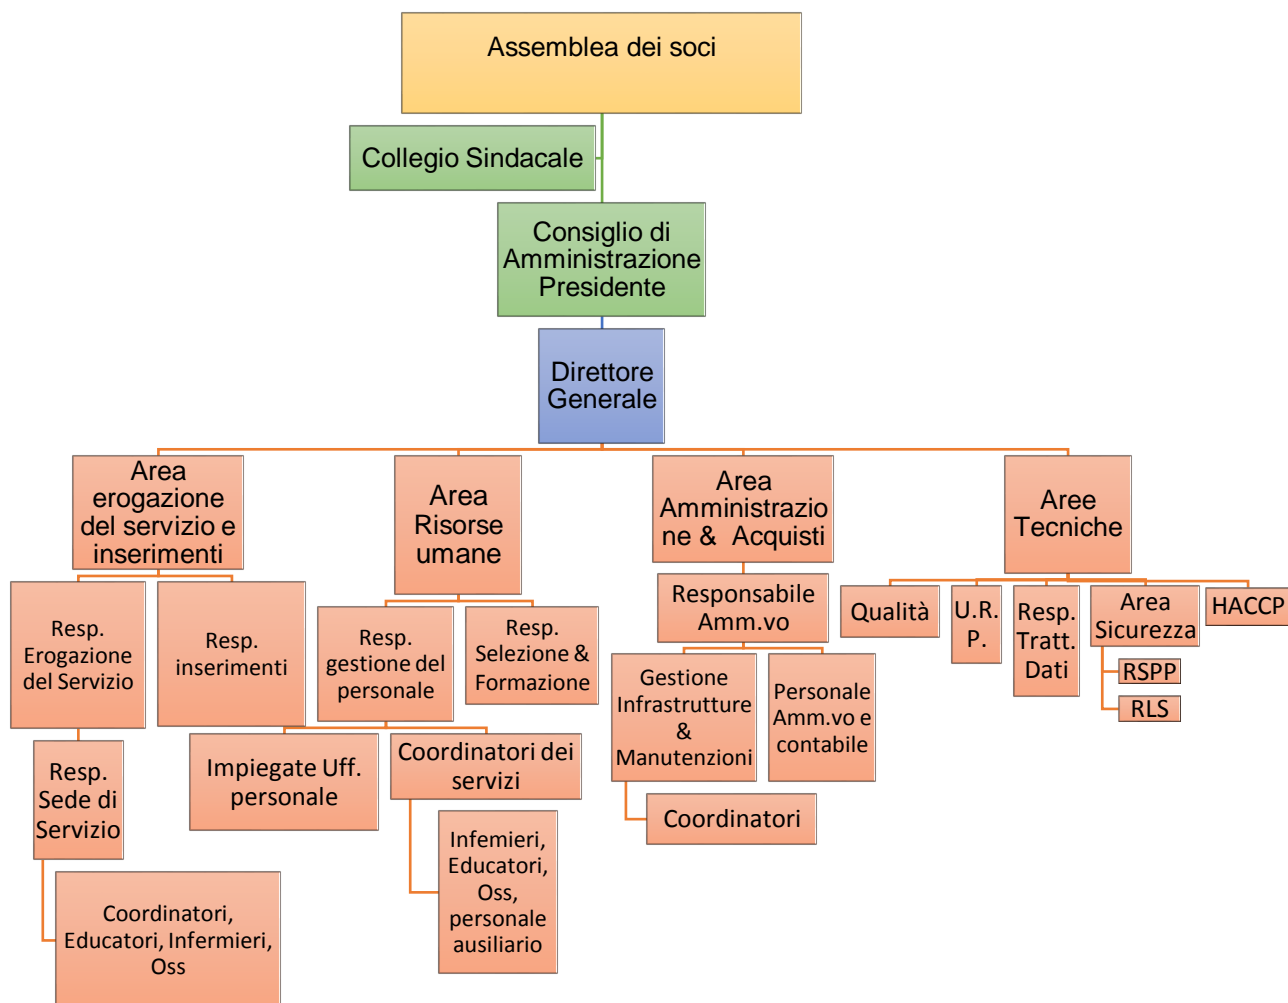 Assemblea dei soci
Collegio Sindacale
Consiglio di
Amministrazione
Presidente
Direttore
Generale
Area
erogazione
del servizio e
inserimenti
Area
Risorse
umane
Area
Amministrazio
ne & Acquisti
Aree
Tecniche
Resp.
Erogazione
del Servizio
Resp.
inserimenti
Resp.
gestione del
personale
Resp.
Selezione &
Formazione
Responsabile
Amm.vo
Qualità
U.R.
P.
Resp.
Tratt.
Dati
Area
Sicurezza
HACCP
RSPP
RLS
Resp.
Sede di
Servizio
Impiegate Uff.
personale
Coordinatori dei
servizi
Gestione
Infrastrutture
&
Manutenzioni
Personale
Amm.vo e
contabile
Coordinatori
Infemieri,
Educatori,
Oss,
personale
ausiliario
Coordinatori,
Educatori, Infermieri,
Oss